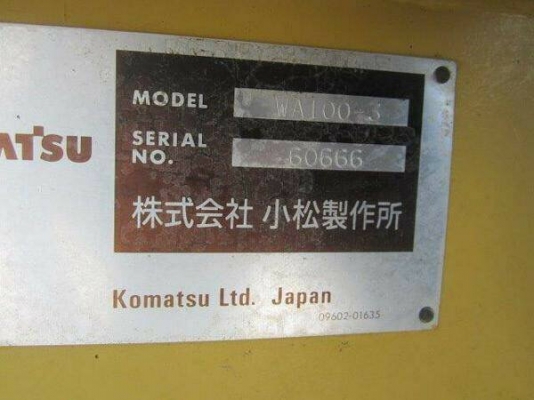 MODEL WA100-3
ATSU
SERIAL NO. 60666
株式会社 小松製作所
Komatsu Ltd. Japan
09602-01635